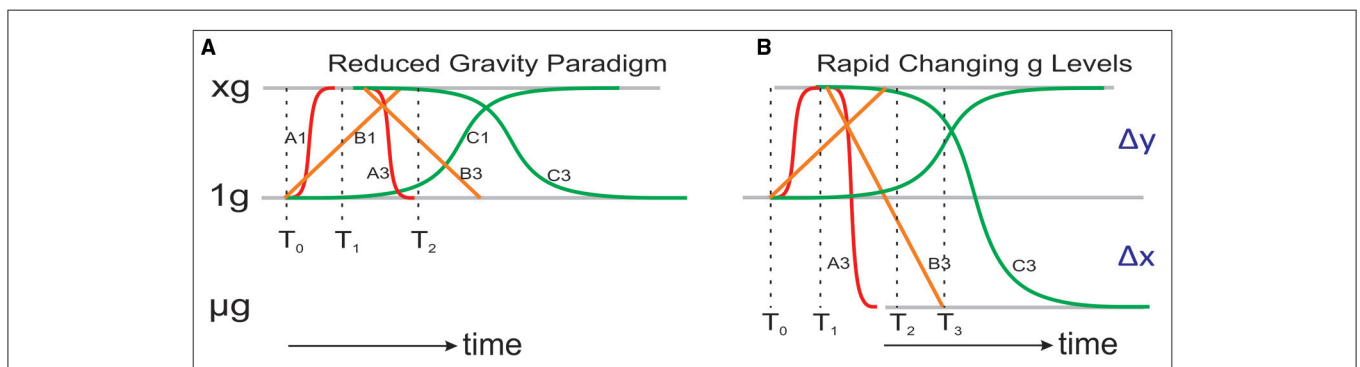 A
Reduced Gravity Paradigm
xg
A1
B1
C1
A3
B3
C3
1g
T0
T1
T2
μg
time
B
Rapid Changing g Levels
Δy
A3
B3
C3
Δx
T0
T1
T2
T3
time